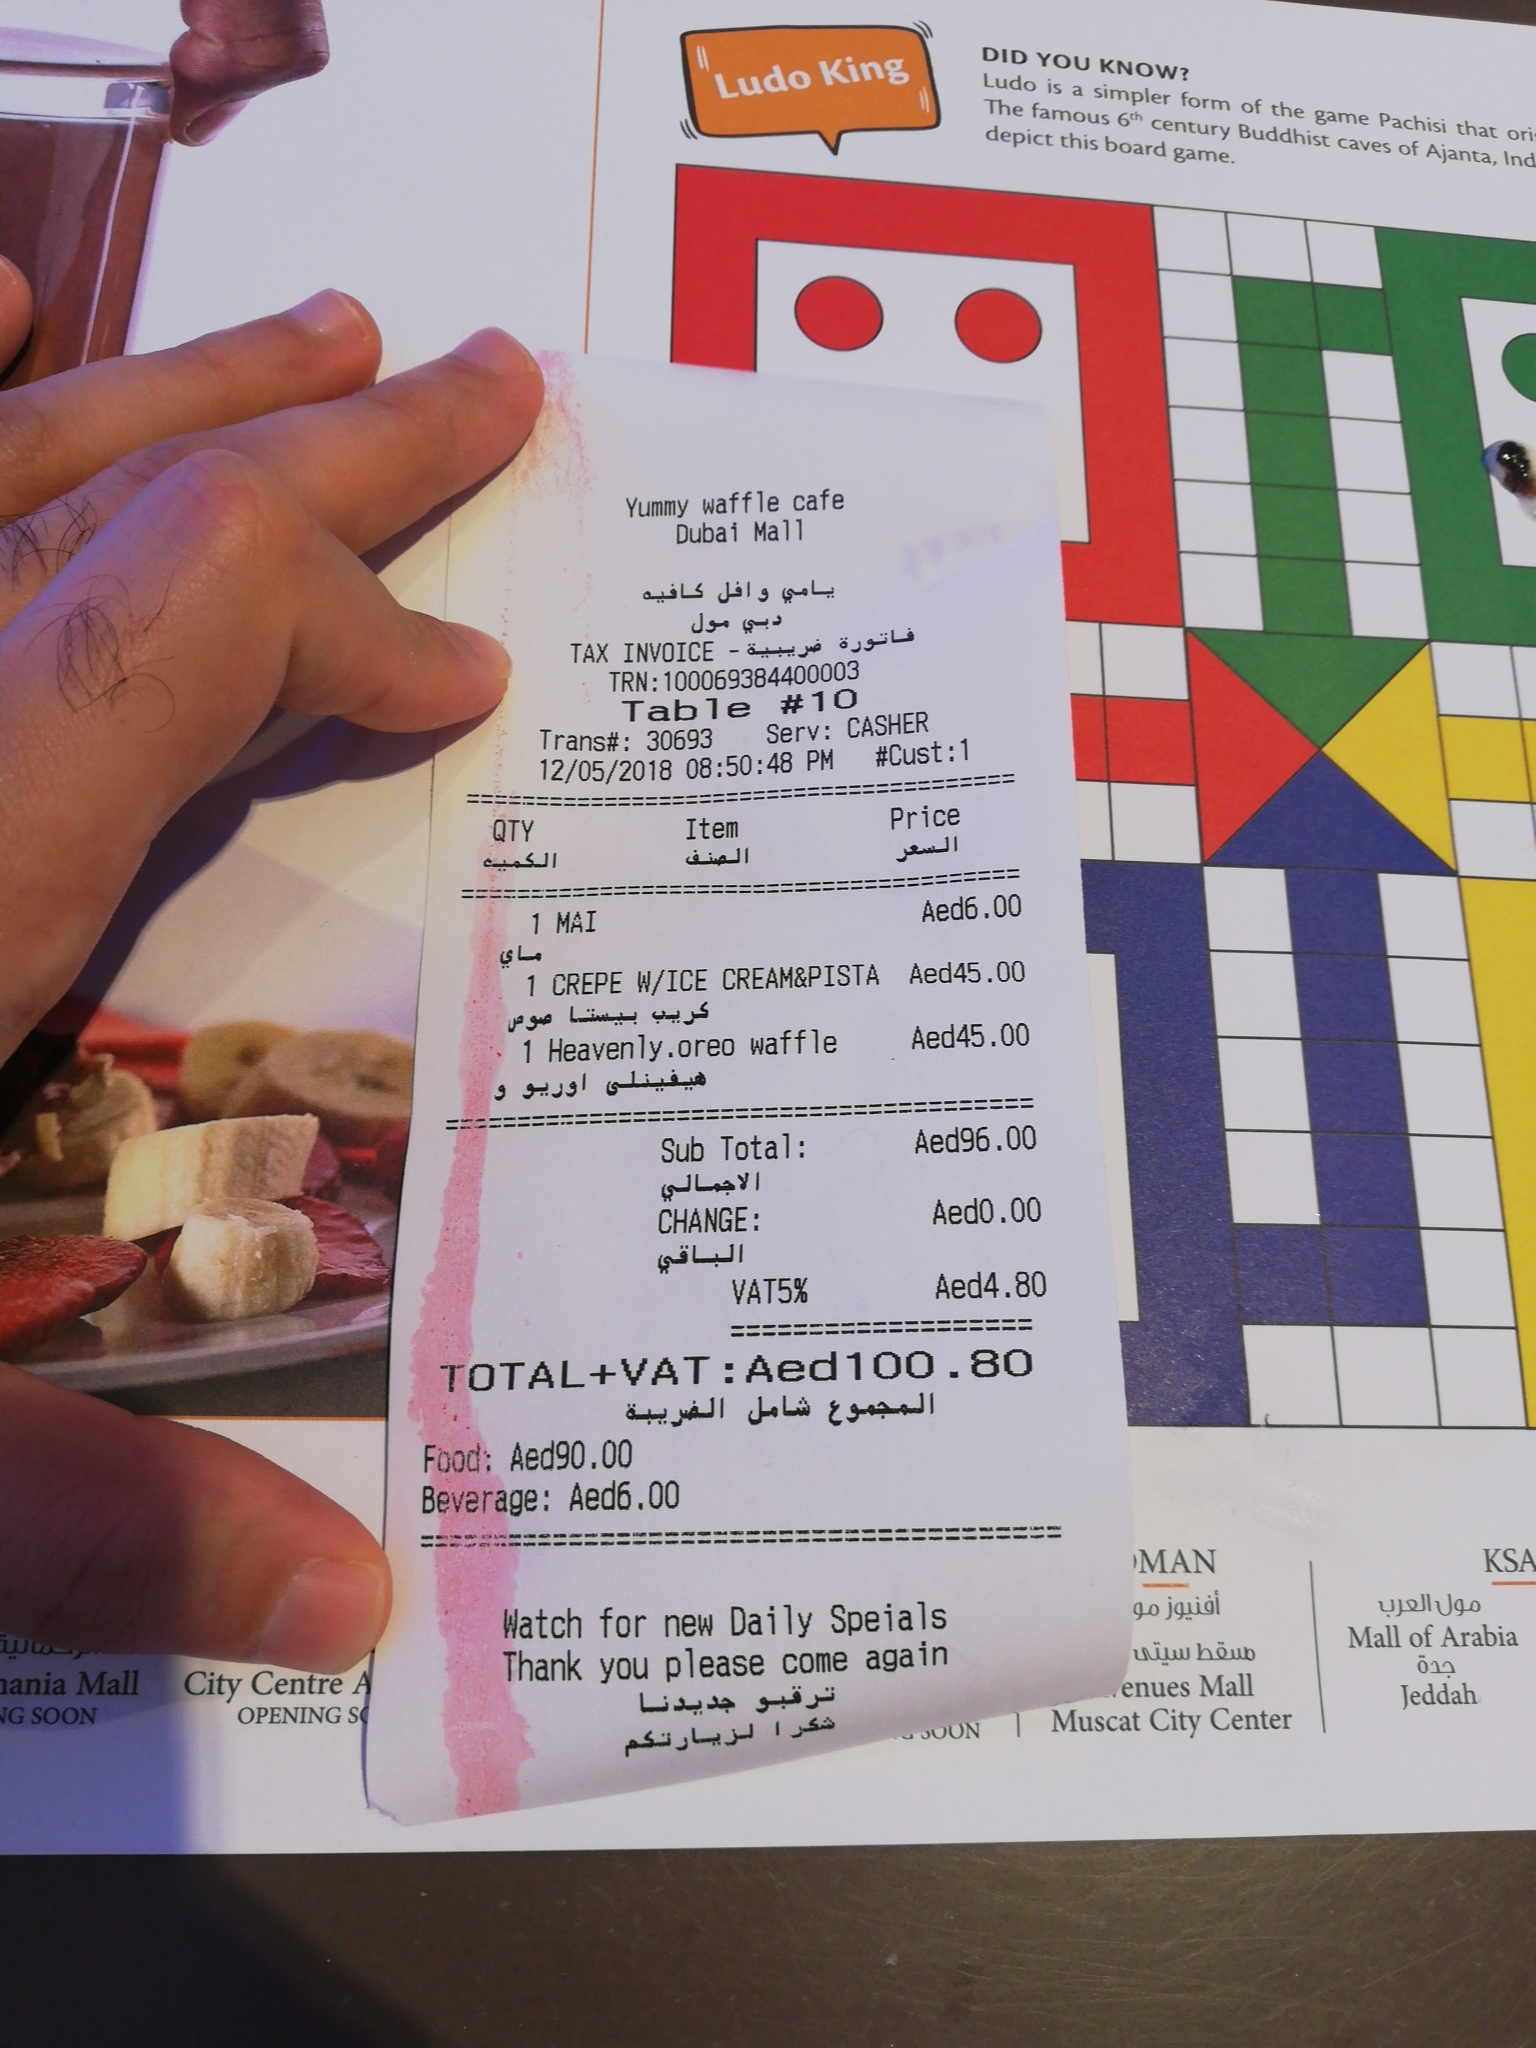 Ludo King
DID YOU KNOW?
Ludo is a simpler form of the game Pachisi that
The famous 6th century Buddhist caves of Ajanta,
depict this board game.
Yummy waffle cafe
Dubai Mall
يامي وافل كافيه
دبي مول
TAX INVOICE - فاتورة ضريبية
TRN:100069384400003
Table #10
Trans#: 30693 Serv: CASHER
12/05/2018 08:50:48 PM #Cust:1
QTY Item Price
الكميه الصنف السعر
1 MAI Aed6.00
ماي
1 CREPE W/ICE CREAM&PISTA Aed45.00
كريب بيستا صوص
1 Heavenly.oreo waffle Aed45.00
هيفينلى اوريو و
Sub Total: Aed96.00
الاجمالي
CHANGE: Aed0.00
الباقي
VAT5% Aed4.80
TOTAL+VAT:Aed100.80
المجموع شامل الضريبة
Food: Aed90.00
Beverage: Aed6.00
Watch for new Daily Speials
Thank you please come again
ترقبو جديدنا
شكرا لزيارتكم
Mall
City Centre
OPENING
SOON
SOON
أفنيوز
مسقط سيتي
Mall
Muscat City Center
KSA
مول العرب
Mall of Arabia
جدة
Jeddah